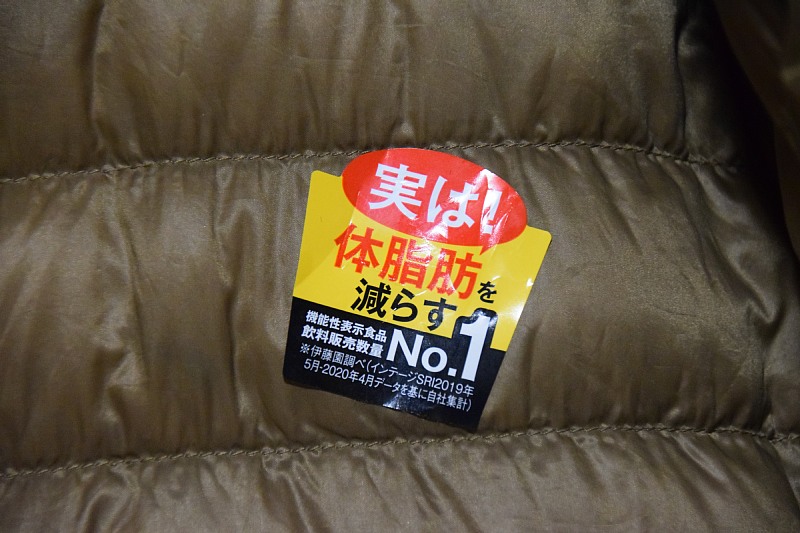 実は!
体脂肪を
減らす
機能性表示食品
飲料販売数量 No.1
※伊藤園調べ(インテージSRI2019年
5月-2020年4月データを基に自社集計)